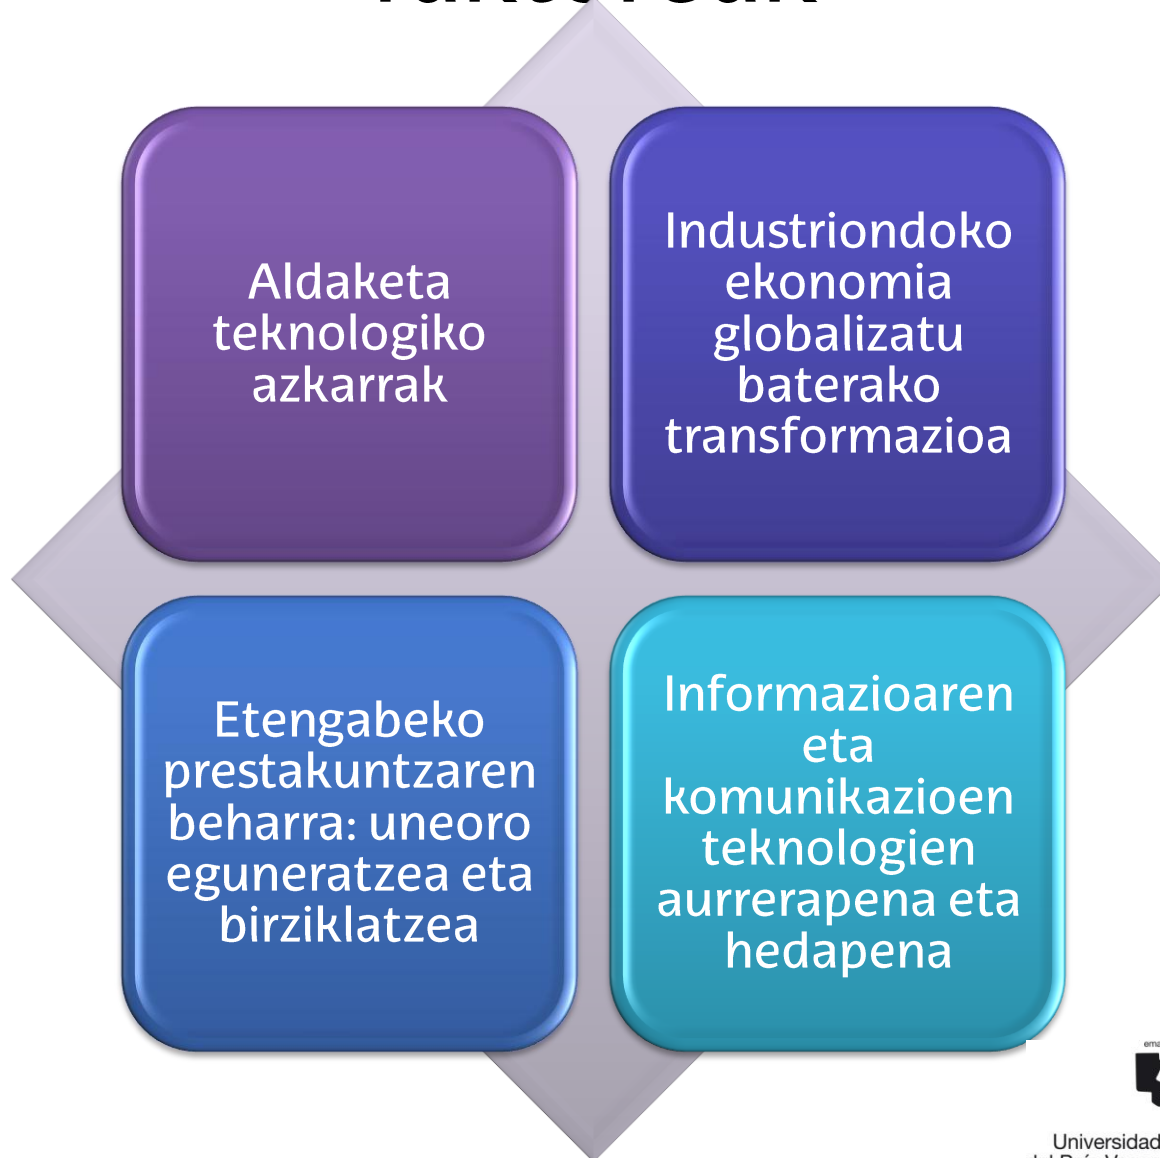 Aldaketa
teknologiko
azkarrak
Industriondoko
ekonomia
globalizatu
baterako
transformazioa
Etengabeko
prestakuntzaren
beharra: uneoro
eguneratzea eta
birziklatzea
Informazioaren
eta
komunikazioen
teknologien
aurrerapena eta
hedapena
Universidad